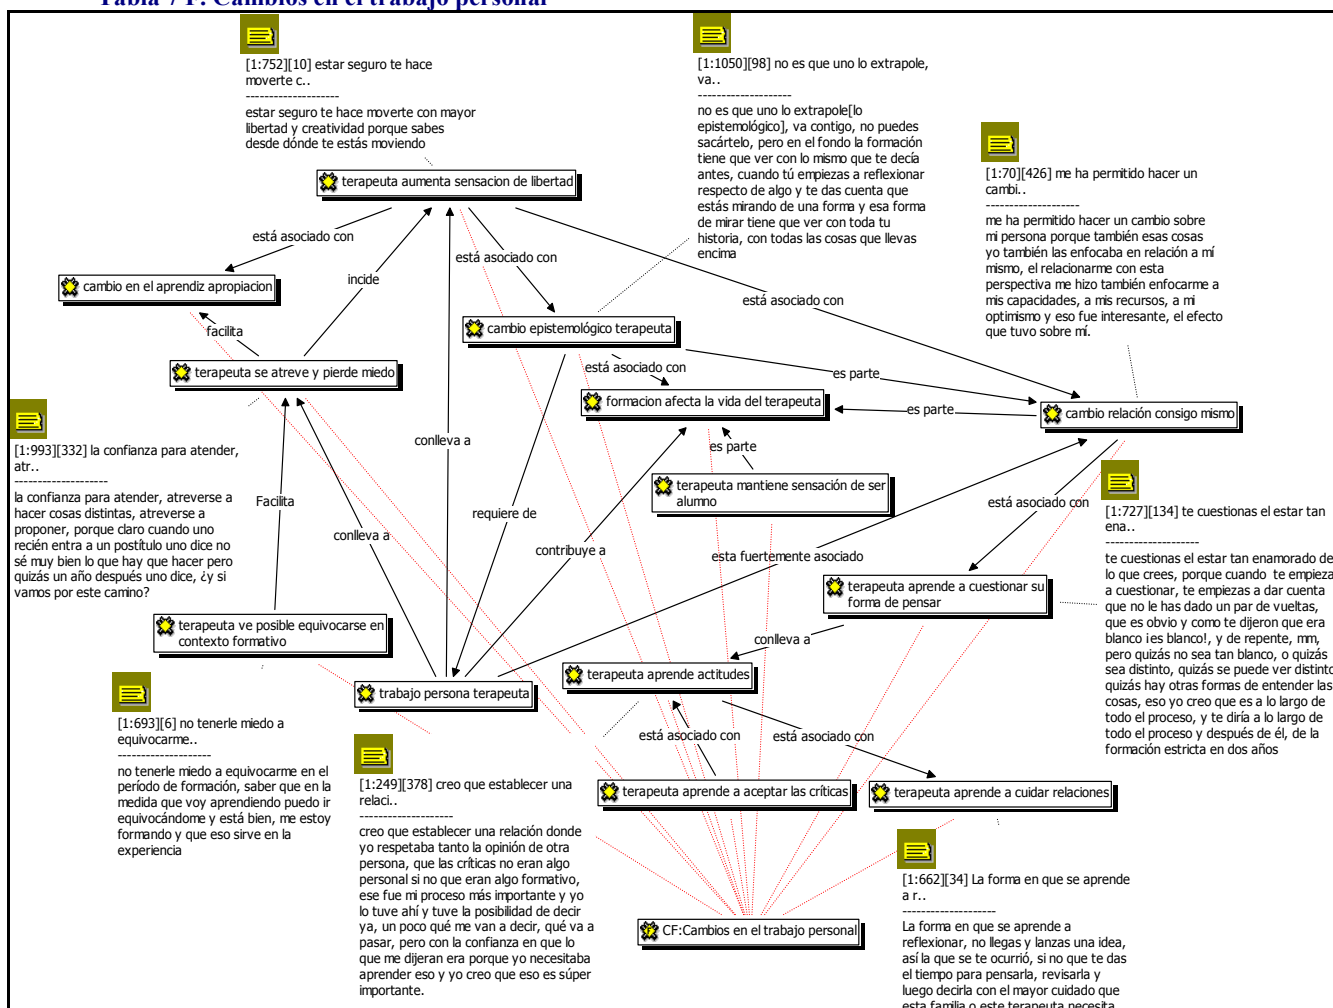 Tabla 7 F: Cambios en el trabajo personal
[1:752][10] estar seguro te hace
moverte c..
--------------------
estar seguro te hace moverte con mayor
libertad y creatividad porque sabes
desde dónde te estás moviendo
[1:1050][98] no es que uno lo extrapole,
va..
--------------------
no es que uno lo extrapole[lo
epistemológico], va contigo, no puedes
sacártelo, pero en el fondo la formación
tiene que ver con lo mismo que te decía
antes, cuando tú empiezas a reflexionar
respecto de algo y te das cuenta que
estás mirando de una forma y esa forma
de mirar tiene que ver con toda tu
historia, con todas las cosas que llevas
encima
[1:70][426] me ha permitido hacer un
cambi..
--------------------
me ha permitido hacer un cambio sobre
mi persona porque también esas cosas
yo también las enfocaba en relación a mí
mismo, el relacionarme con esta
perspectiva me hizo también enfocarme a
mis capacidades, a mis recursos, a mi
optimismo y eso fue interesante, el efecto
que tuvo sobre mí.
terapeuta aumenta sensacion de libertad
está asociado con
está asociado con
incide
está asociado con
cambio en el aprendiz apropiacion
facilita
cambio epistemológico terapeuta
está asociado con
es parte
terapeuta se atreve y pierde miedo
formacion afecta la vida del terapeuta
es parte
cambio relación consigo mismo
[1:993][332] la confianza para atender,
atr..
--------------------
la confianza para atender, atreverse a
hacer cosas distintas, atreverse a
proponer, porque claro cuando uno
recién entra a un postítulo uno dice no
sé muy bien lo que hay que hacer pero
quizás un año después uno dice, ¿y si
vamos por este camino?
conlleva a
es parte
terapeuta mantiene sensación de ser
alumno
Facilita
conlleva a
requiere de
contribuye a
esta fuertemente asociado
está asociado con
[1:727][134] te cuestionas el estar tan
ena..
--------------------
te cuestionas el estar tan enamorado de
lo que crees, porque cuando te empieza
a cuestionar, te empiezas a dar cuenta
que no le has dado un par de vueltas,
que es obvio y como te dijeron que era
blanco ¡es blanco!, y de repente, mm,
pero quizás no sea tan blanco, o quizás
sea distinto, quizás se puede ver distinto
quizás hay otras formas de entender las
cosas, eso yo creo que es a lo largo de
todo el proceso, y te diría a lo largo de
todo el proceso y después de él, de la
formación estricta en dos años
terapeuta aprende a cuestionar su
forma de pensar
terapeuta ve posible equivocarse en
contexto formativo
conlleva a
terapeuta aprende actitudes
trabajo persona terapeuta
[1:693][6] no tenerle miedo a
equivocarme..
--------------------
no tenerle miedo a equivocarme en el
período de formación, saber que en la
medida que voy aprendiendo puedo ir
equivocándome y está bien, me estoy
formando y que eso sirve en la
experiencia
está asociado con
está asociado con
[1:249][378] creo que establecer una
relaci..
--------------------
creo que establecer una relación donde
yo respetaba tanto la opinión de otra
persona, que las críticas no eran algo
personal si no que eran algo formativo,
ese fue mi proceso más importante y yo
lo tuve ahí y tuve la posibilidad de decir
ya, un poco qué me van a decir, qué va a
pasar, pero con la confianza en que lo
que me dijeran era porque yo necesitaba
aprender eso y yo creo que eso es súper
importante.
terapeuta aprende a aceptar las críticas
terapeuta aprende a cuidar relaciones
CF:Cambios en el trabajo personal
[1:662][34] La forma en que se aprende
a r..
--------------------
La forma en que se aprende a
reflexionar, no llegas y lanzas una idea,
así la que se te ocurrió, si no que te das
el tiempo para pensarla, revisarla y
luego decirla con el mayor cuidado que
esta familia o este terapeuta necesita